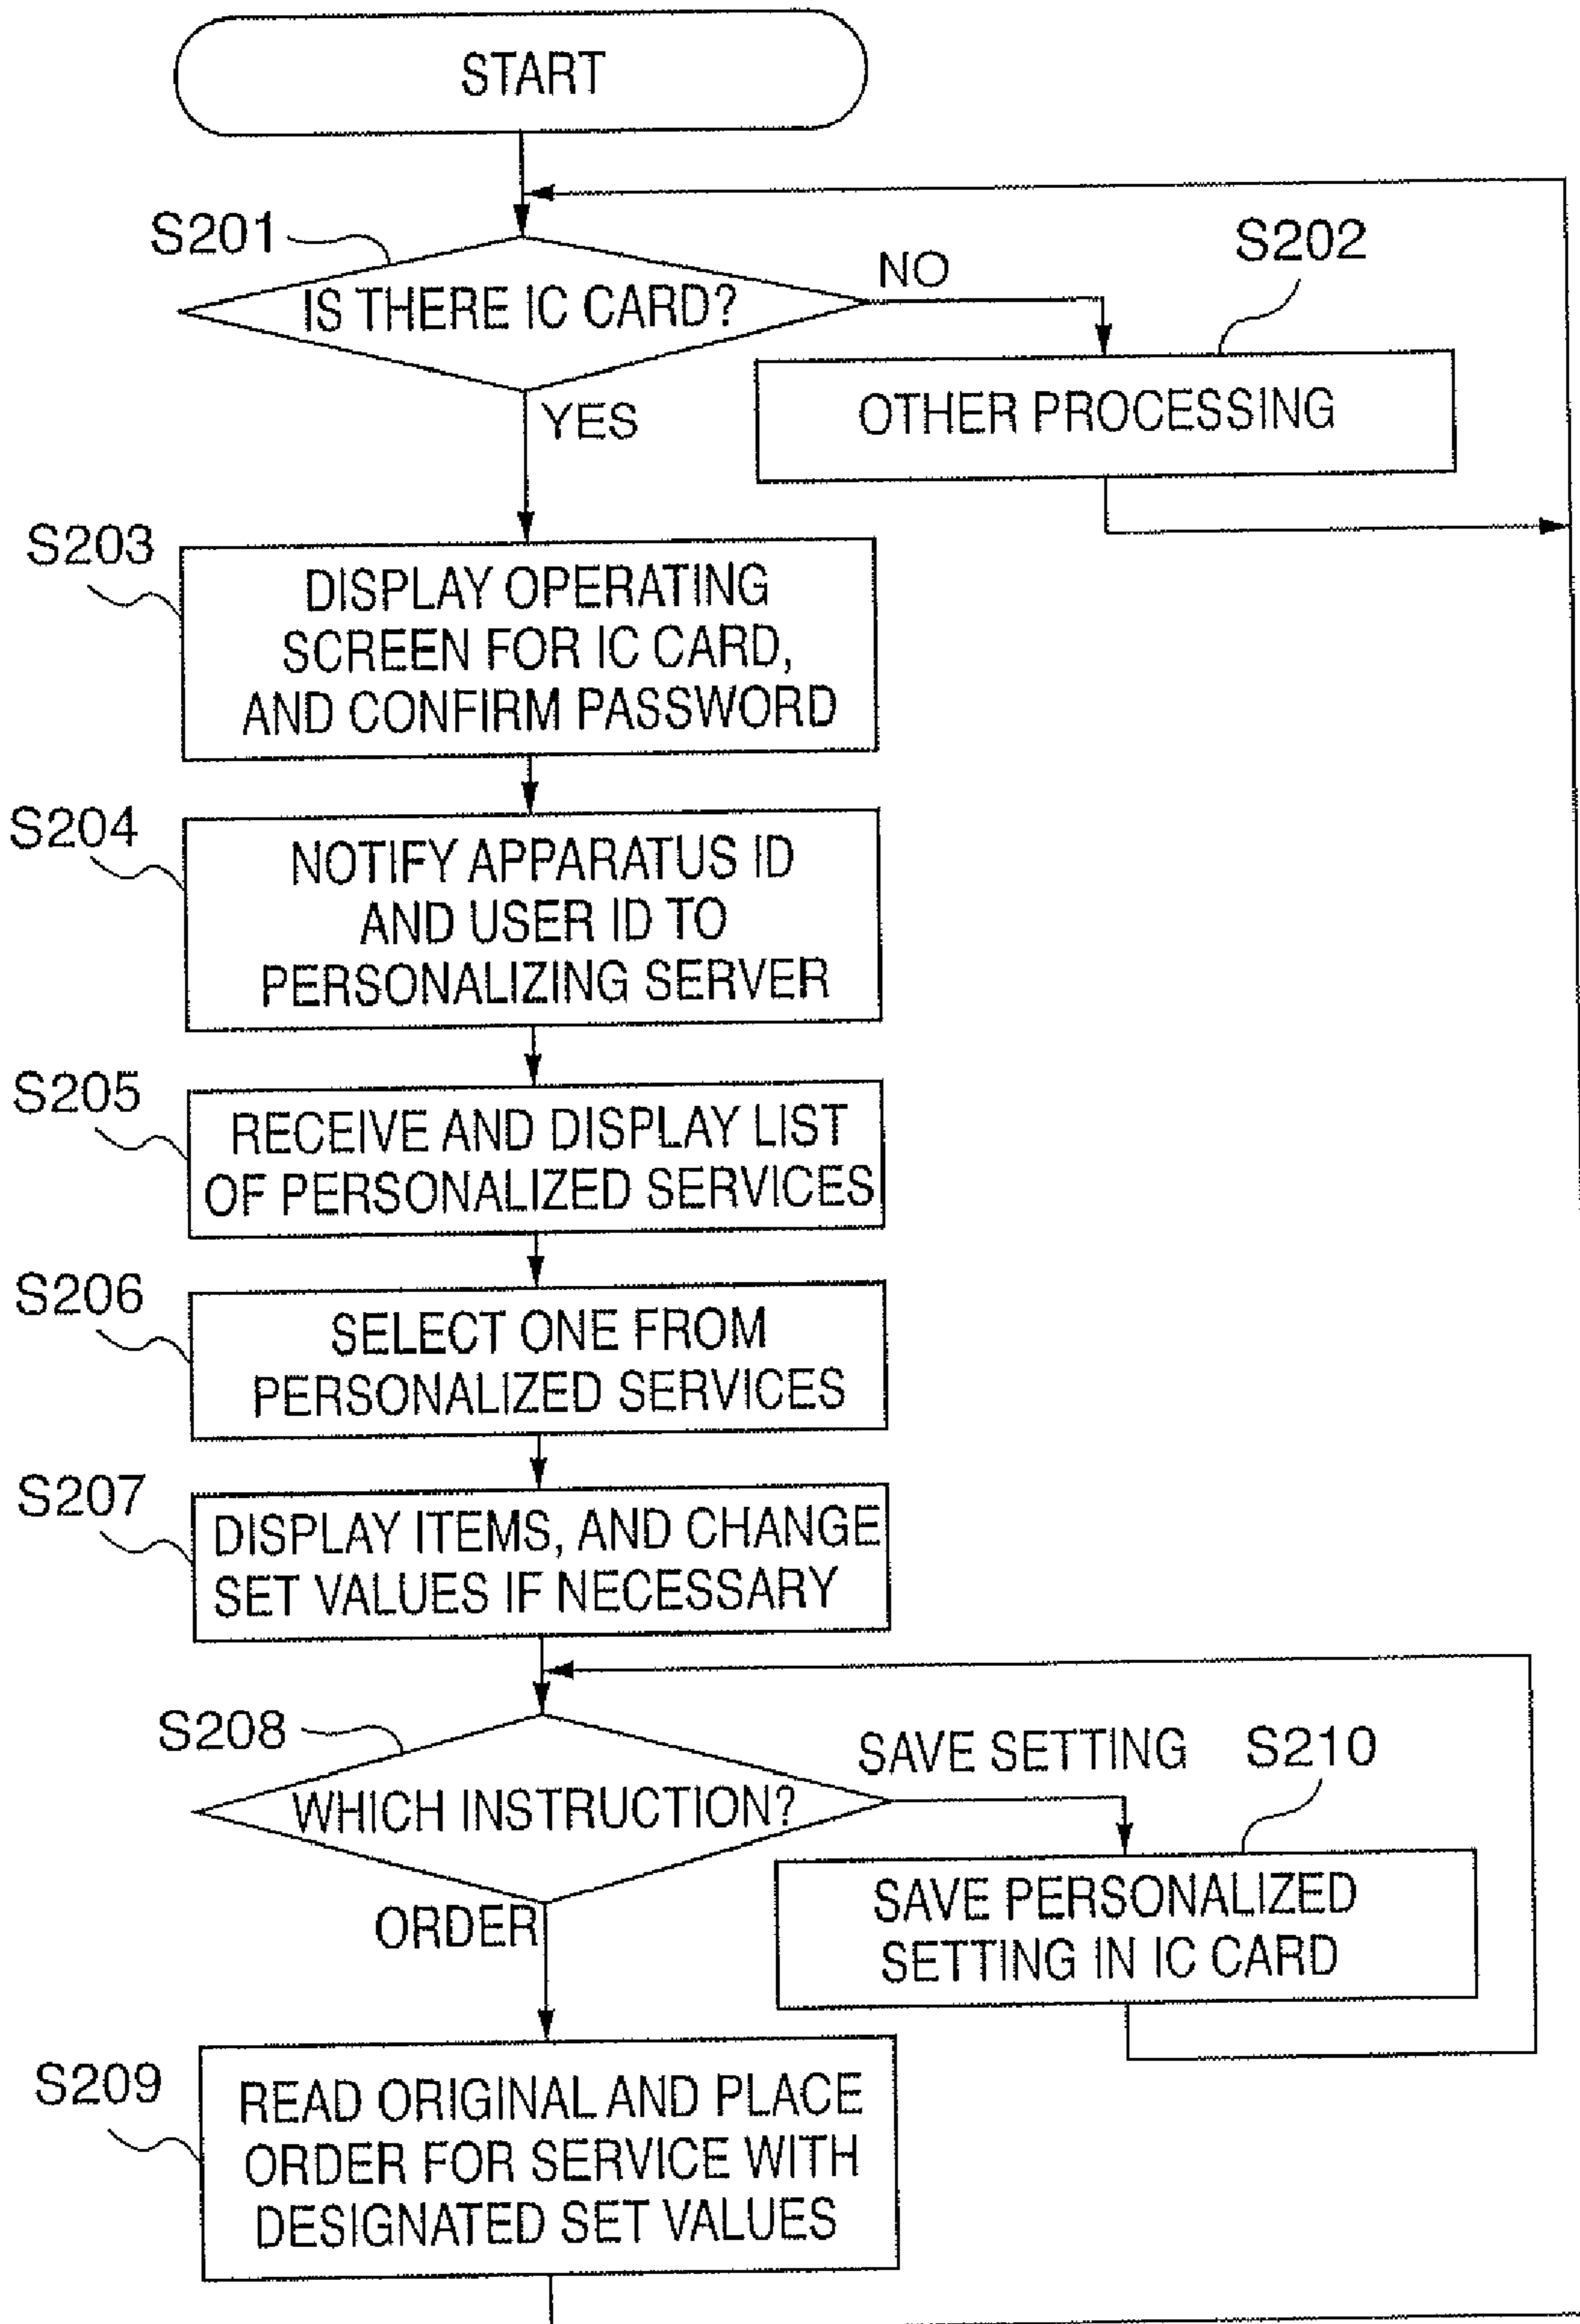 START
S201
IS THERE IC CARD?
NO
S202
OTHER PROCESSING
YES
S203
DISPLAY OPERATING
SCREEN FOR IC CARD,
AND CONFIRM PASSWORD
S204
NOTIFY APPARATUS ID
AND USER ID TO
PERSONALIZING SERVER
S205
RECEIVE AND DISPLAY LIST
OF PERSONALIZED SERVICES
S206
SELECT ONE FROM
PERSONALIZED SERVICES
S207
DISPLAY ITEMS, AND CHANGE
SET VALUES IF NECESSARY
S208
WHICH INSTRUCTION?
SAVE SETTING
S210
SAVE PERSONALIZED
SETTING IN IC CARD
ORDER
S209
READ ORIGINAL AND PLACE
ORDER FOR SERVICE WITH
DESIGNATED SET VALUES